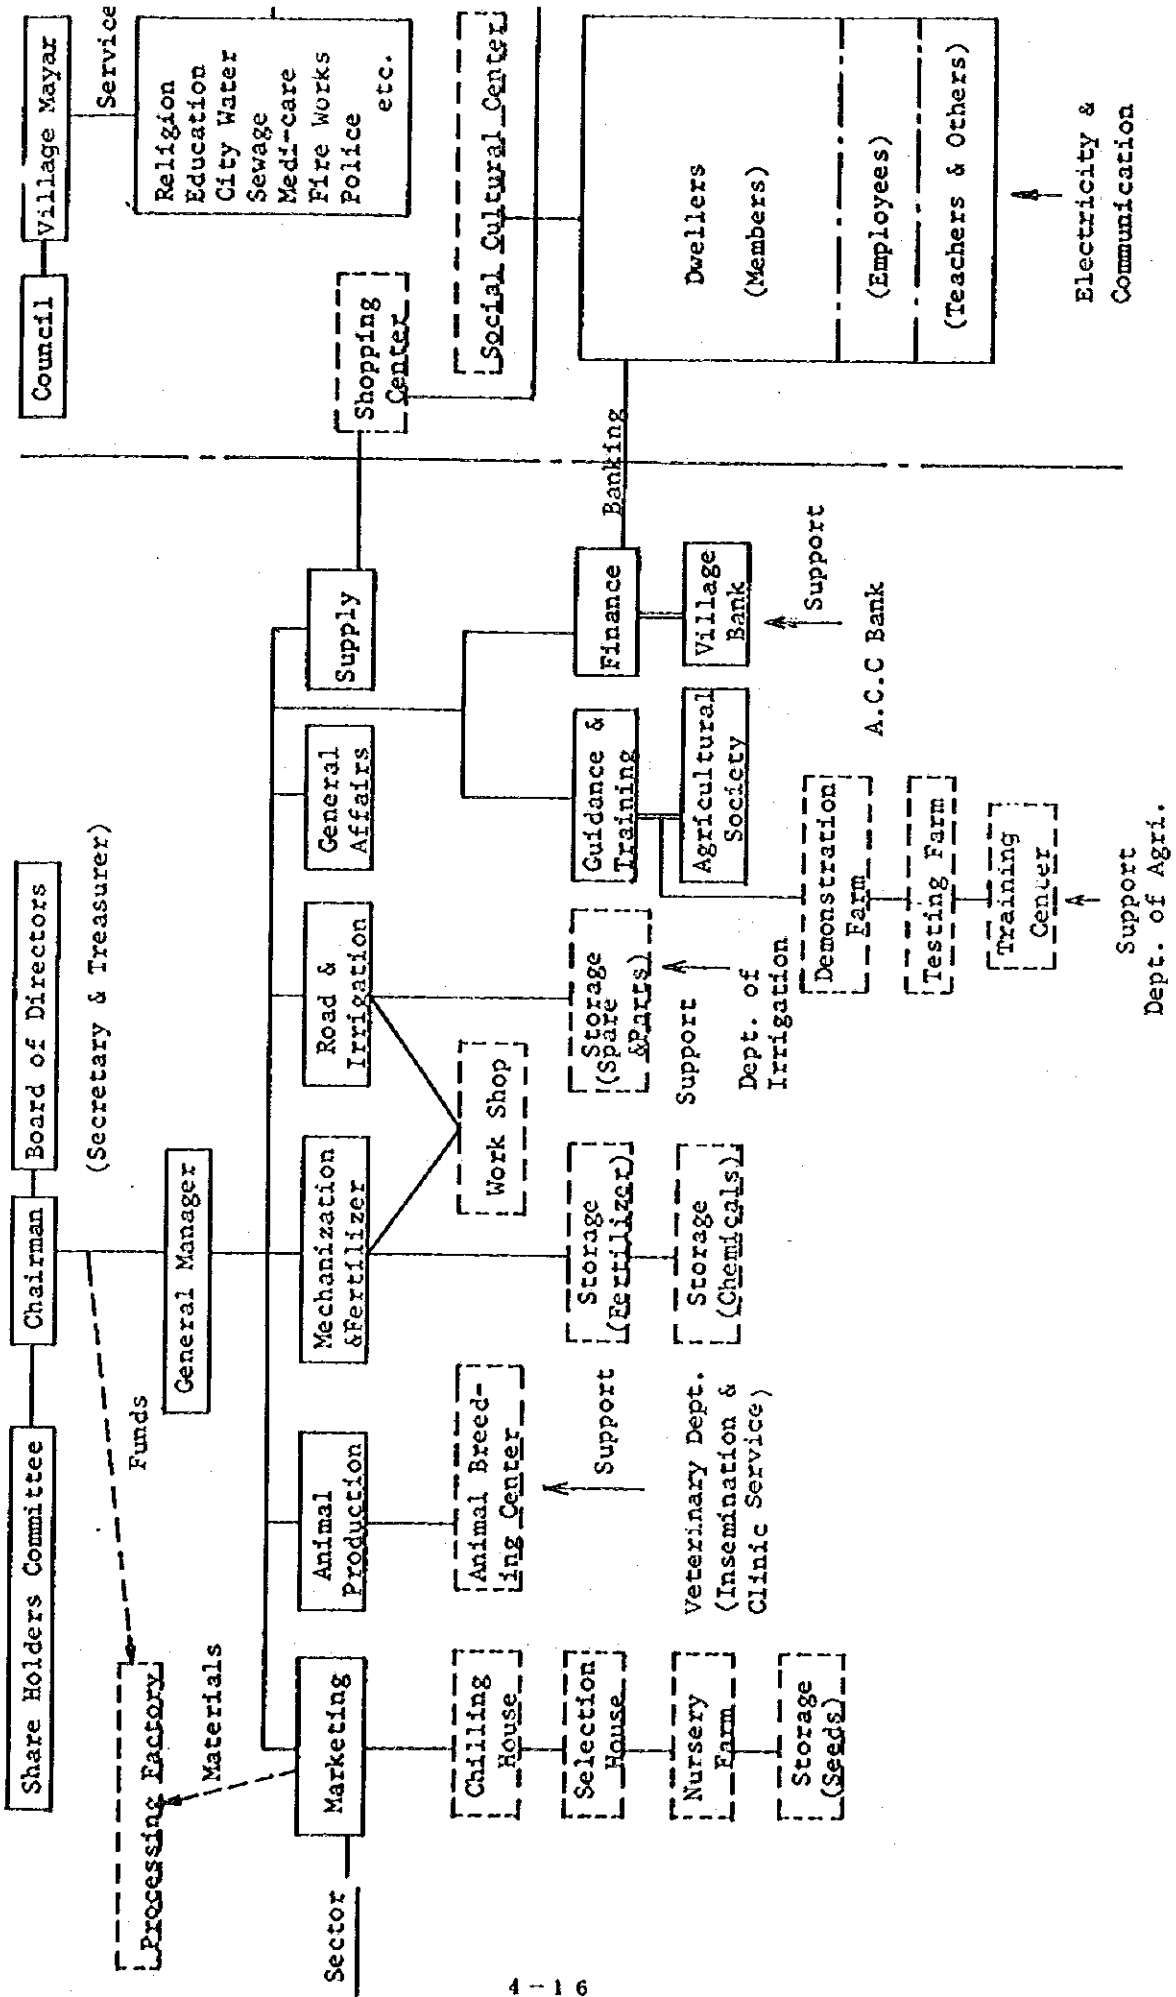 Share Holders Committee
Chairman
Board of Directors
(Secretary & Treasurer)
Council
Village Mayar
Service
Religion
Education
City Water
Sewage
Medi-care
Fire Works
Police
etc.
Processing Factory
Funds
Materials
General Manager
Sector
Marketing
Animal
Production
Mechanization
&Fertilizer
Road &
Irrigation
General
Affairs
Supply
Shopping
Center
Social Cultural Center
Chilling
House
Selection
House
Nursery
Farm
Storage
(Seeds)
Animal Breed-
ing Center
Support
Veterinary Dept.
(Insemination &
Clinic Service)
Work Shop
Storage
(Fertilizer)
Storage
(Chemicals)
Storage
(Spare
&Parts)
Support
Dept. of
Irrigation
Guidance &
Training
Agricultural
Society
Demonstration
Farm
Testing Farm
Training
Center
Support
Dept. of Agri.
Finance
Banking
Village
Bank
Support
A.C.C Bank
Dwellers
(Members)
(Employees)
(Teachers & Others)
Electricity &
Communication
4-16